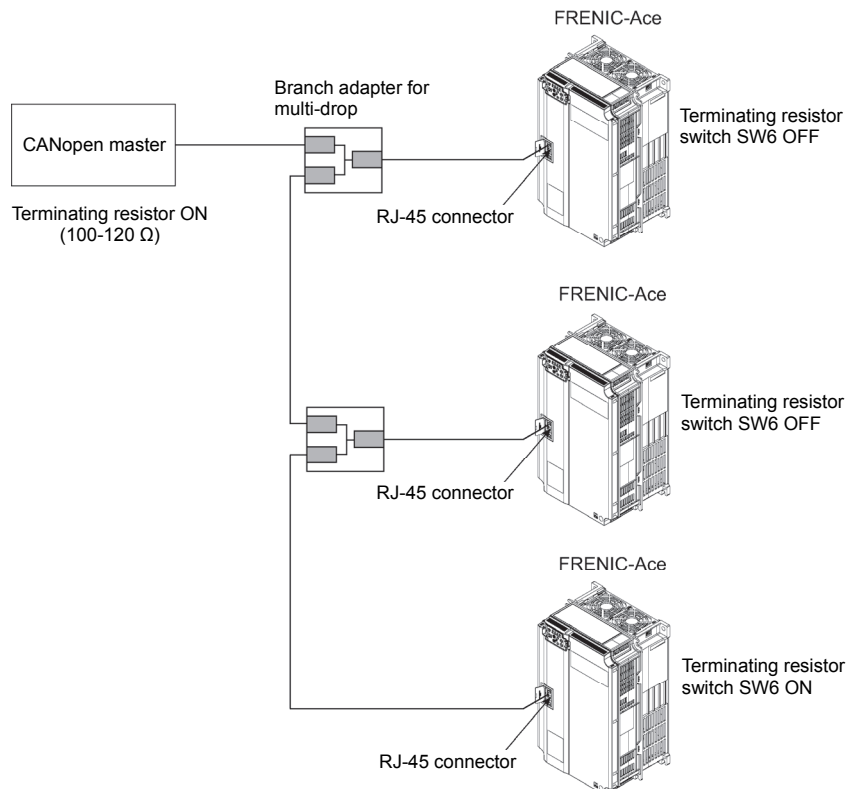 FRENIC-Ace
Branch adapter for
multi-drop
CANopen master
Terminating resistor
switch SW6 OFF
RJ-45 connector
Terminating resistor ON
(100-120 Ω)
FRENIC-Ace
Terminating resistor
switch SW6 OFF
RJ-45 connector
FRENIC-Ace
Terminating resistor
switch SW6 ON
RJ-45 connector